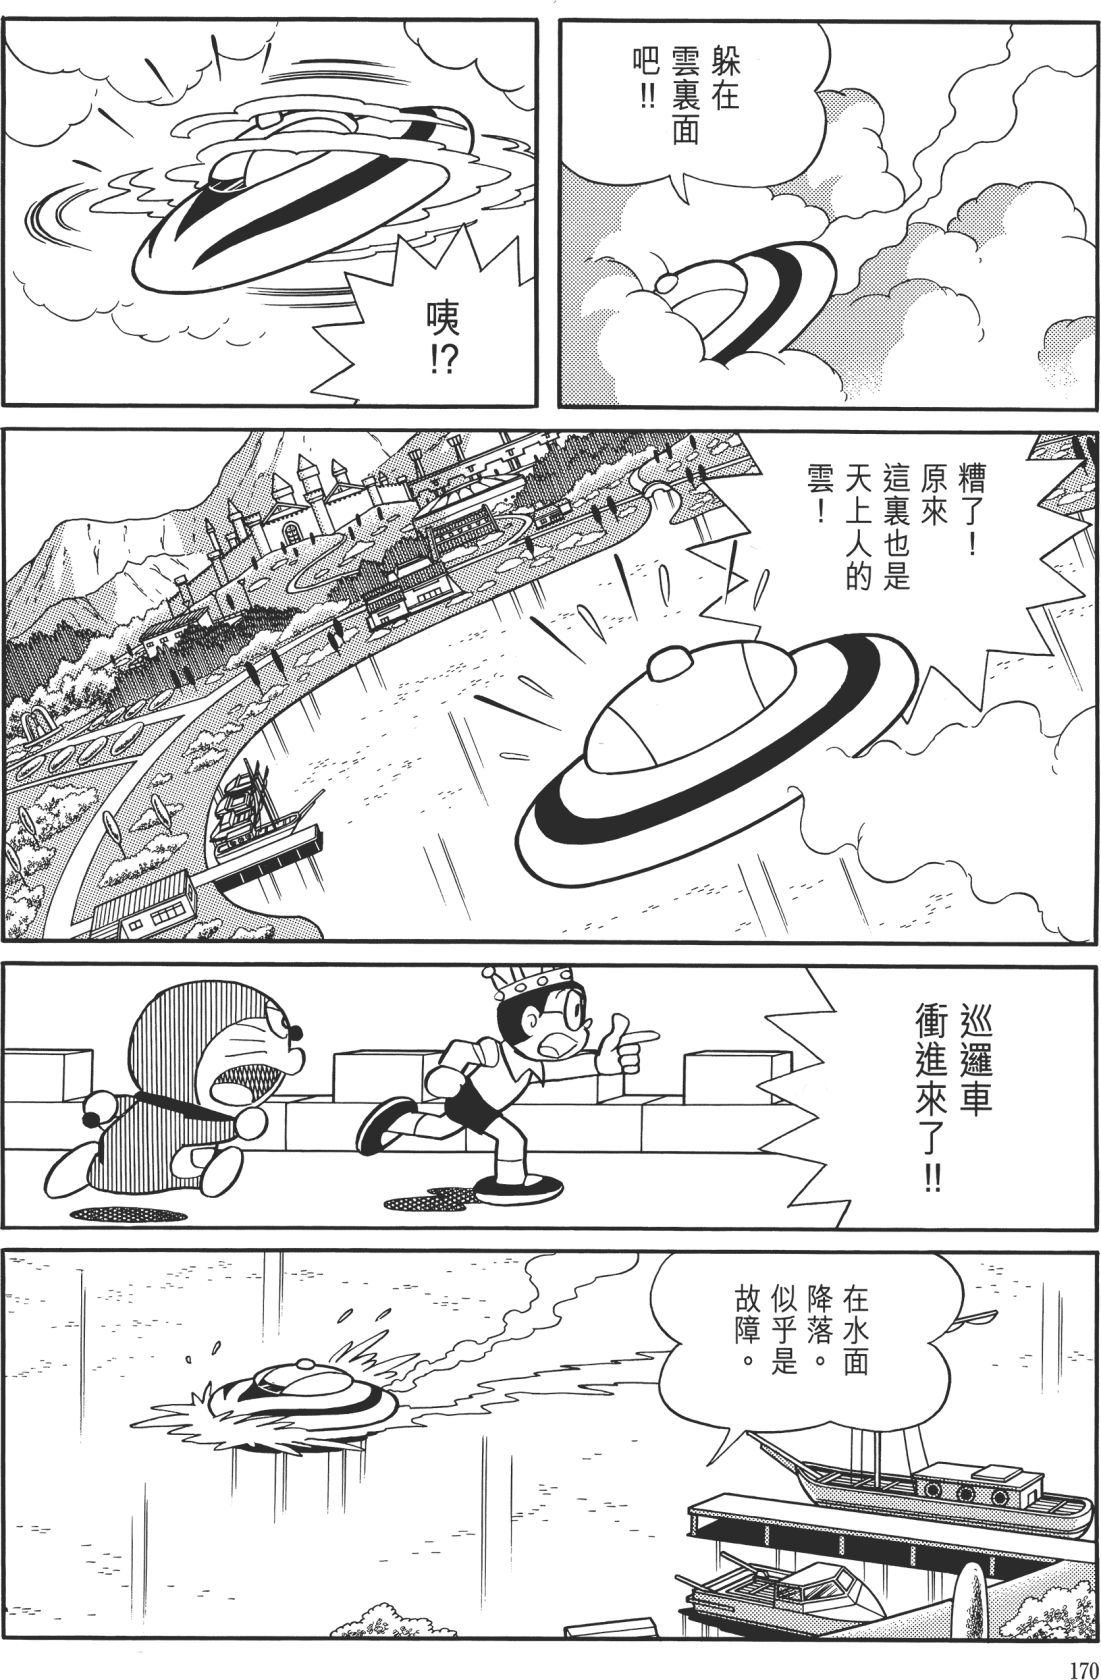 躲在
雲裏面
吧!!
咦!?
糟了！
原來
這裏也是
天上人的
雲！
巡邏車
衝進來了!!
在水面
降落。
似乎是
故障。
170